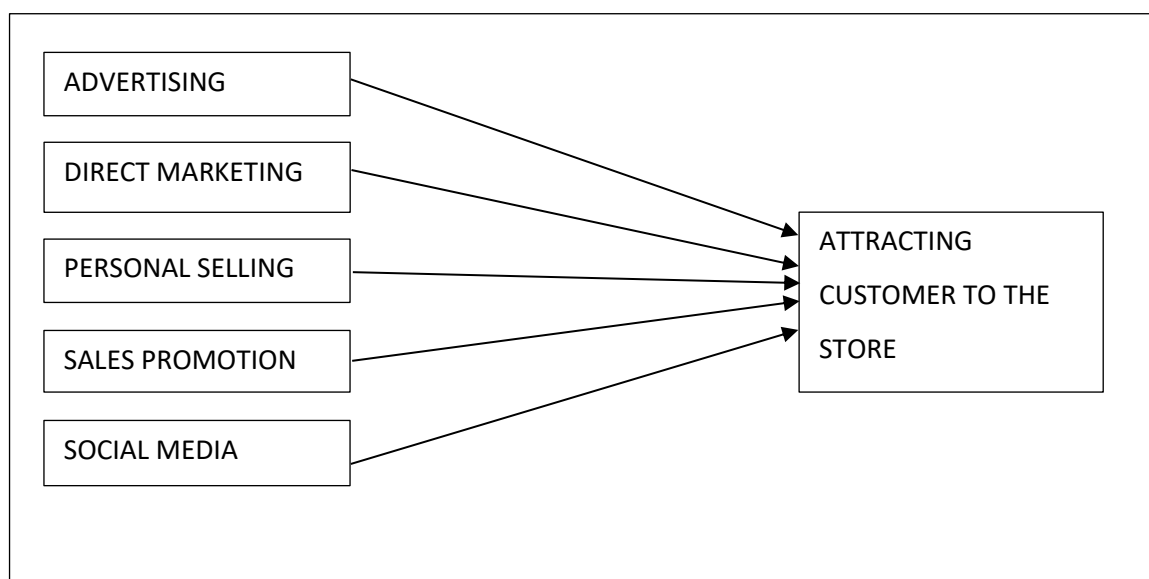 ADVERTISING
DIRECT MARKETING
PERSONAL SELLING
SALES PROMOTION
SOCIAL MEDIA
ATTRACTING
CUSTOMER TO THE
STORE